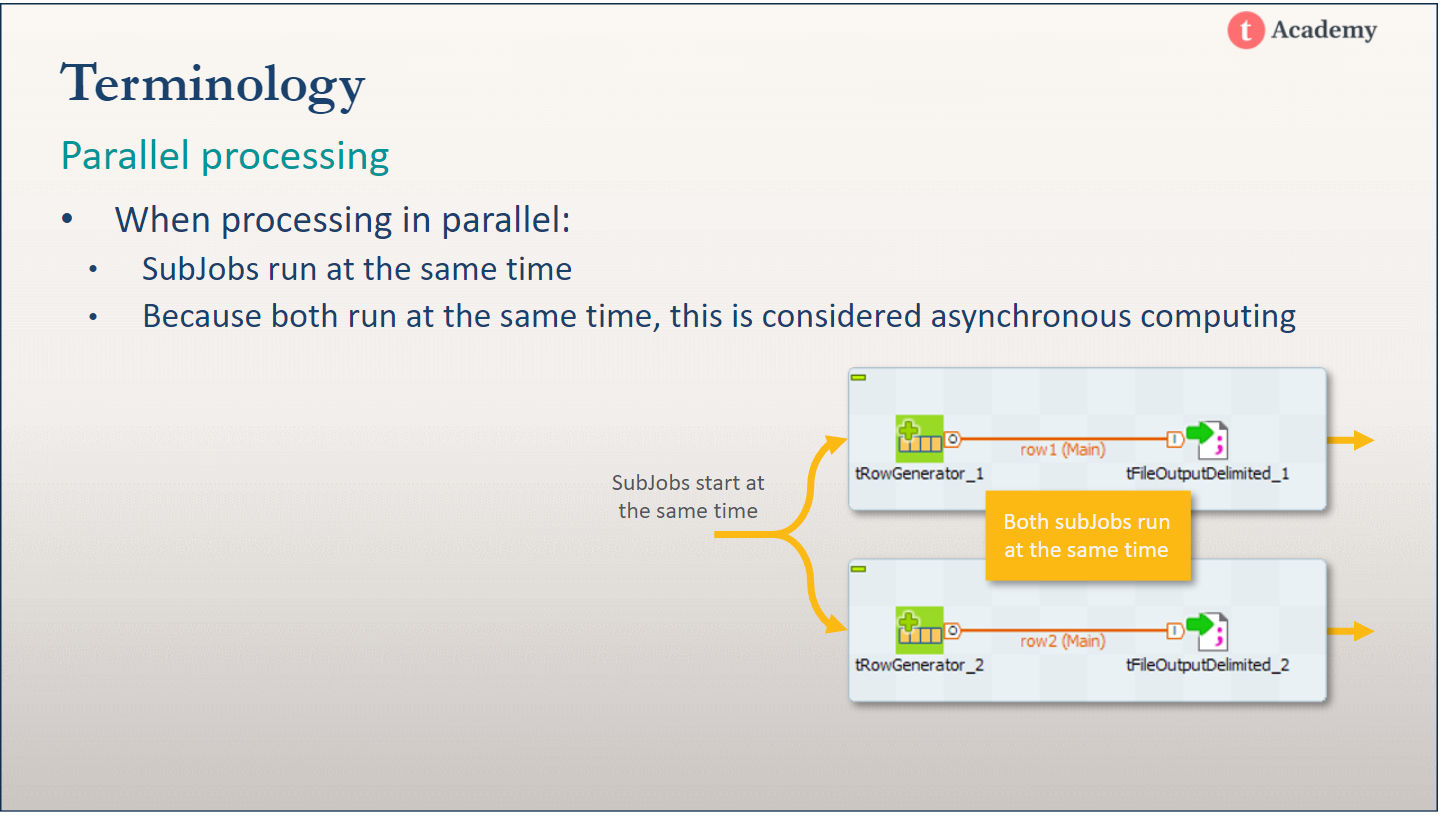 t Academy
Terminology
Parallel processing
• When processing in parallel:
• SubJobs run at the same time
• Because both run at the same time, this is considered asynchronous computing
SubJobs start at
the same time
row1 (Main)
tRowGenerator_1
tFileOutputDelimited_1
Both subJobs run
at the same time
row2 (Main)
tRowGenerator_2
tFileOutputDelimited_2